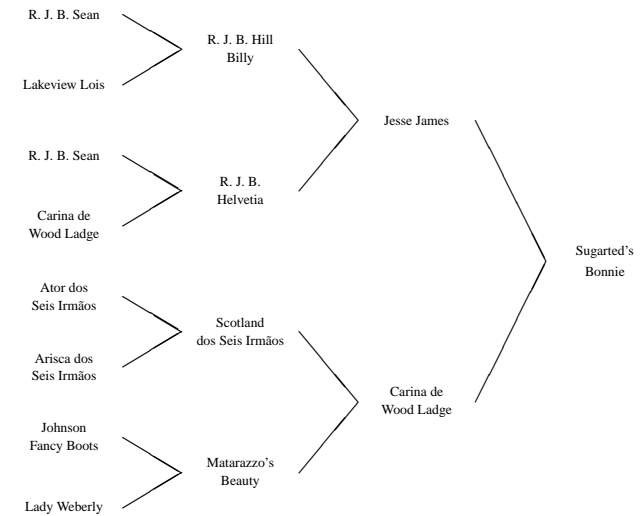 R. J. B. Sean
Lakeview Lois
R. J. B. Sean
Carina de
Wood Ladge
Ator dos
Seis Irmãos
Arisca dos
Seis Irmãos
Johnson
Fancy Boots
Lady Weberly
R. J. B. Hill
Billy
R. J. B.
Helvetia
Scotland
dos Seis Irmãos
Matarazzo’s
Beauty
Jesse James
Carina de
Wood Ladge
Sugarted’s
Bonnie